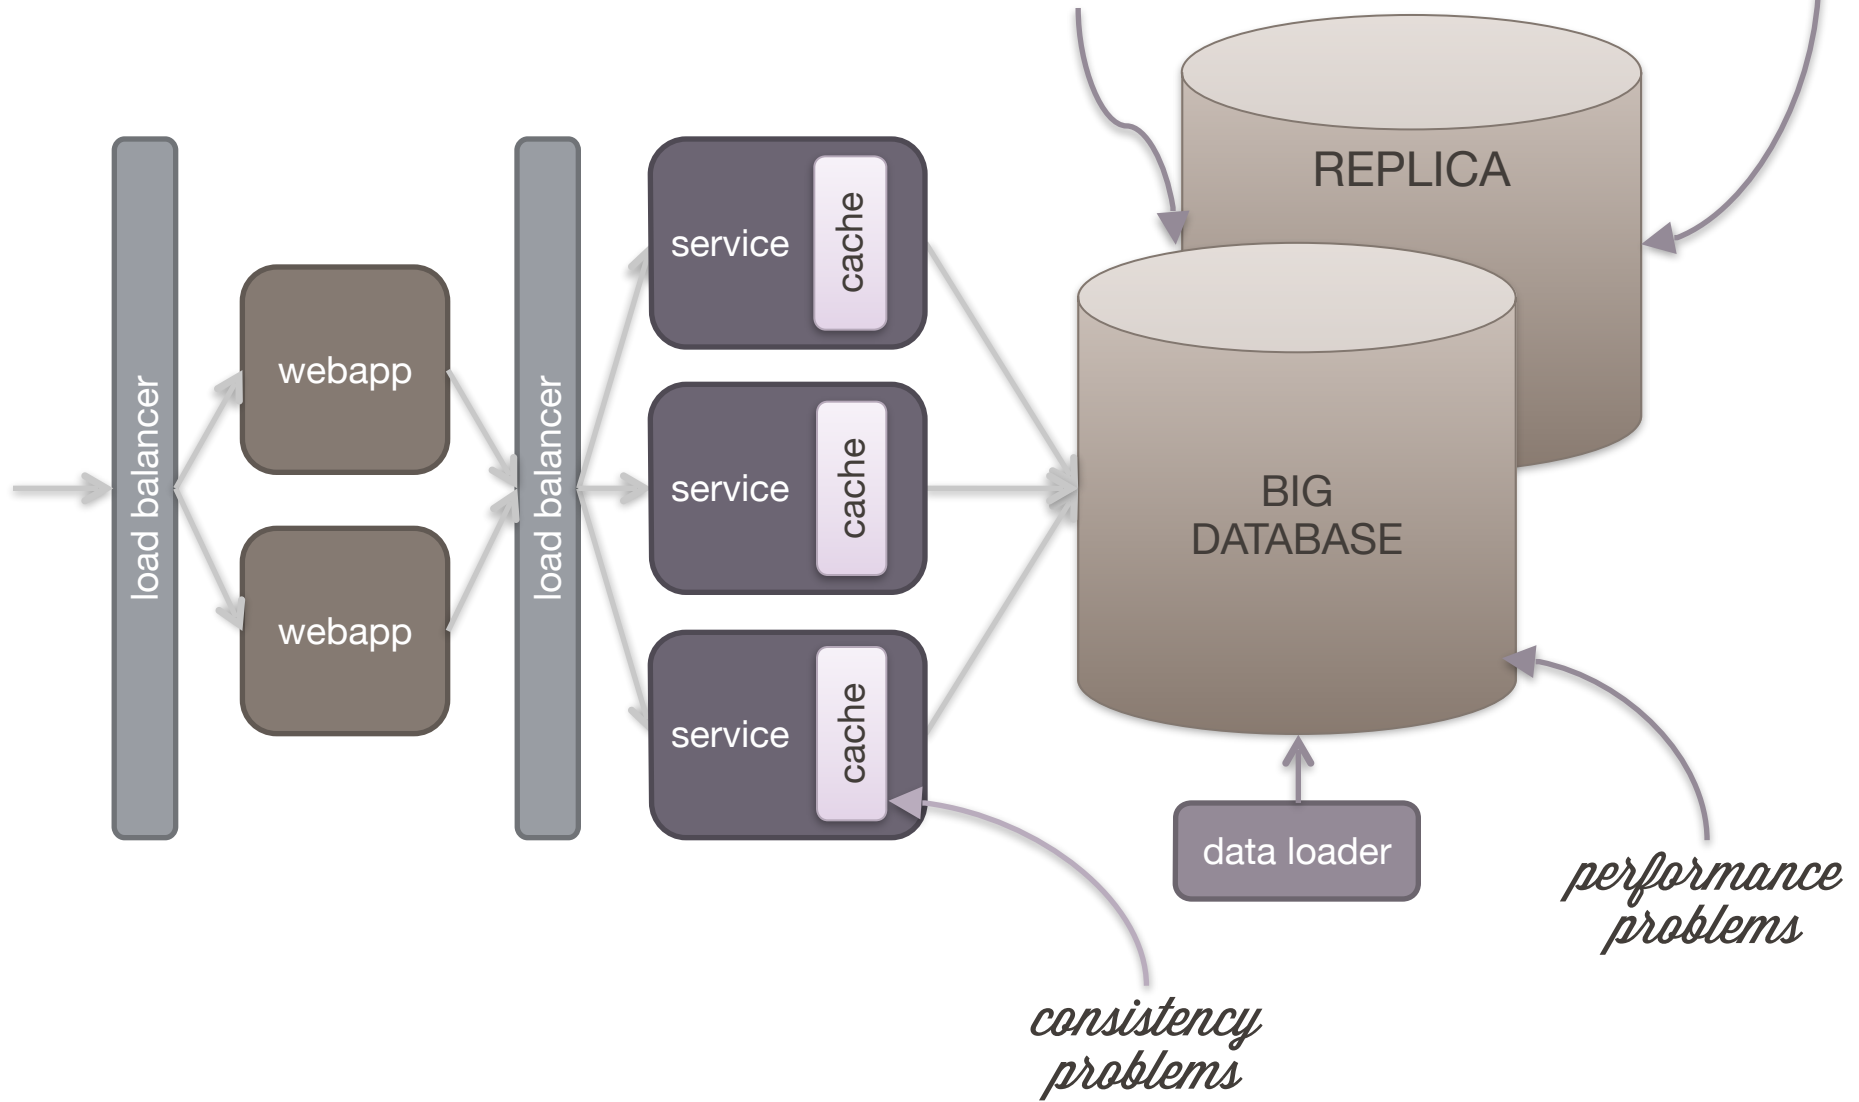 load balancer
webapp
webapp
load balancer
service
cache
service
cache
service
cache
REPLICA
BIG
DATABASE
data loader
performance
problems
consistency
problems